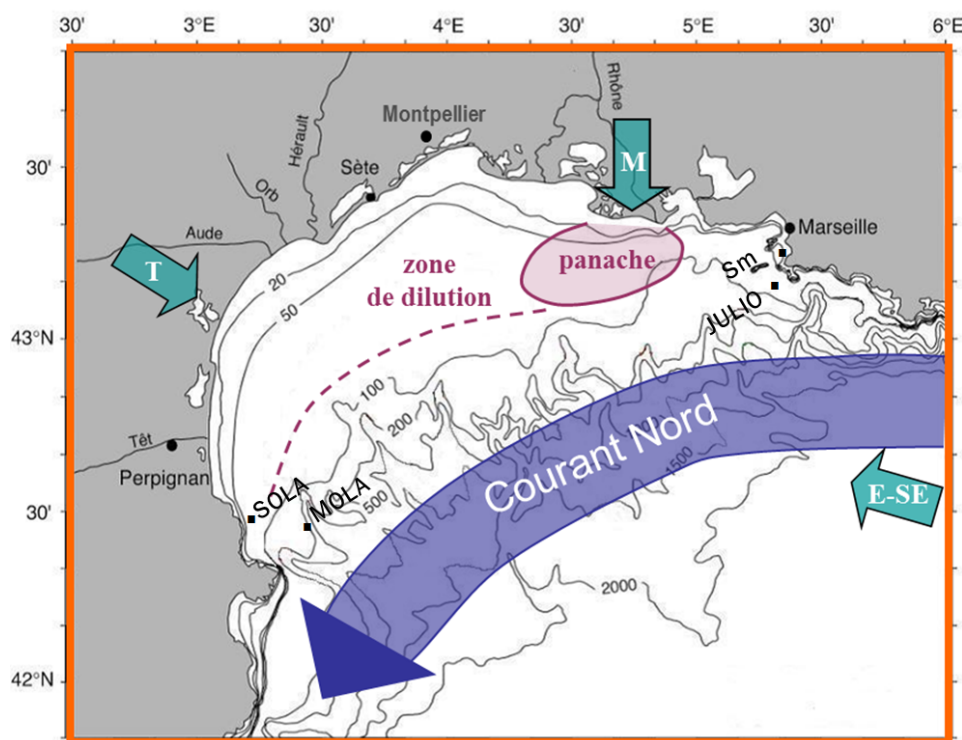 30'
3°E
30'
4°E
30'
5°E
30'
6°E
Rhône
Montpellier
Hérault
M
30'
Sète
Orb
Aude
Marseille
zone
de dilution
panache
Sm
T
20
50
JULIO
43°N
100
200
Courant Nord
Têt
Perpignan
SOLA
MOLA
500
1500
E-SE
30'
2000
42°N